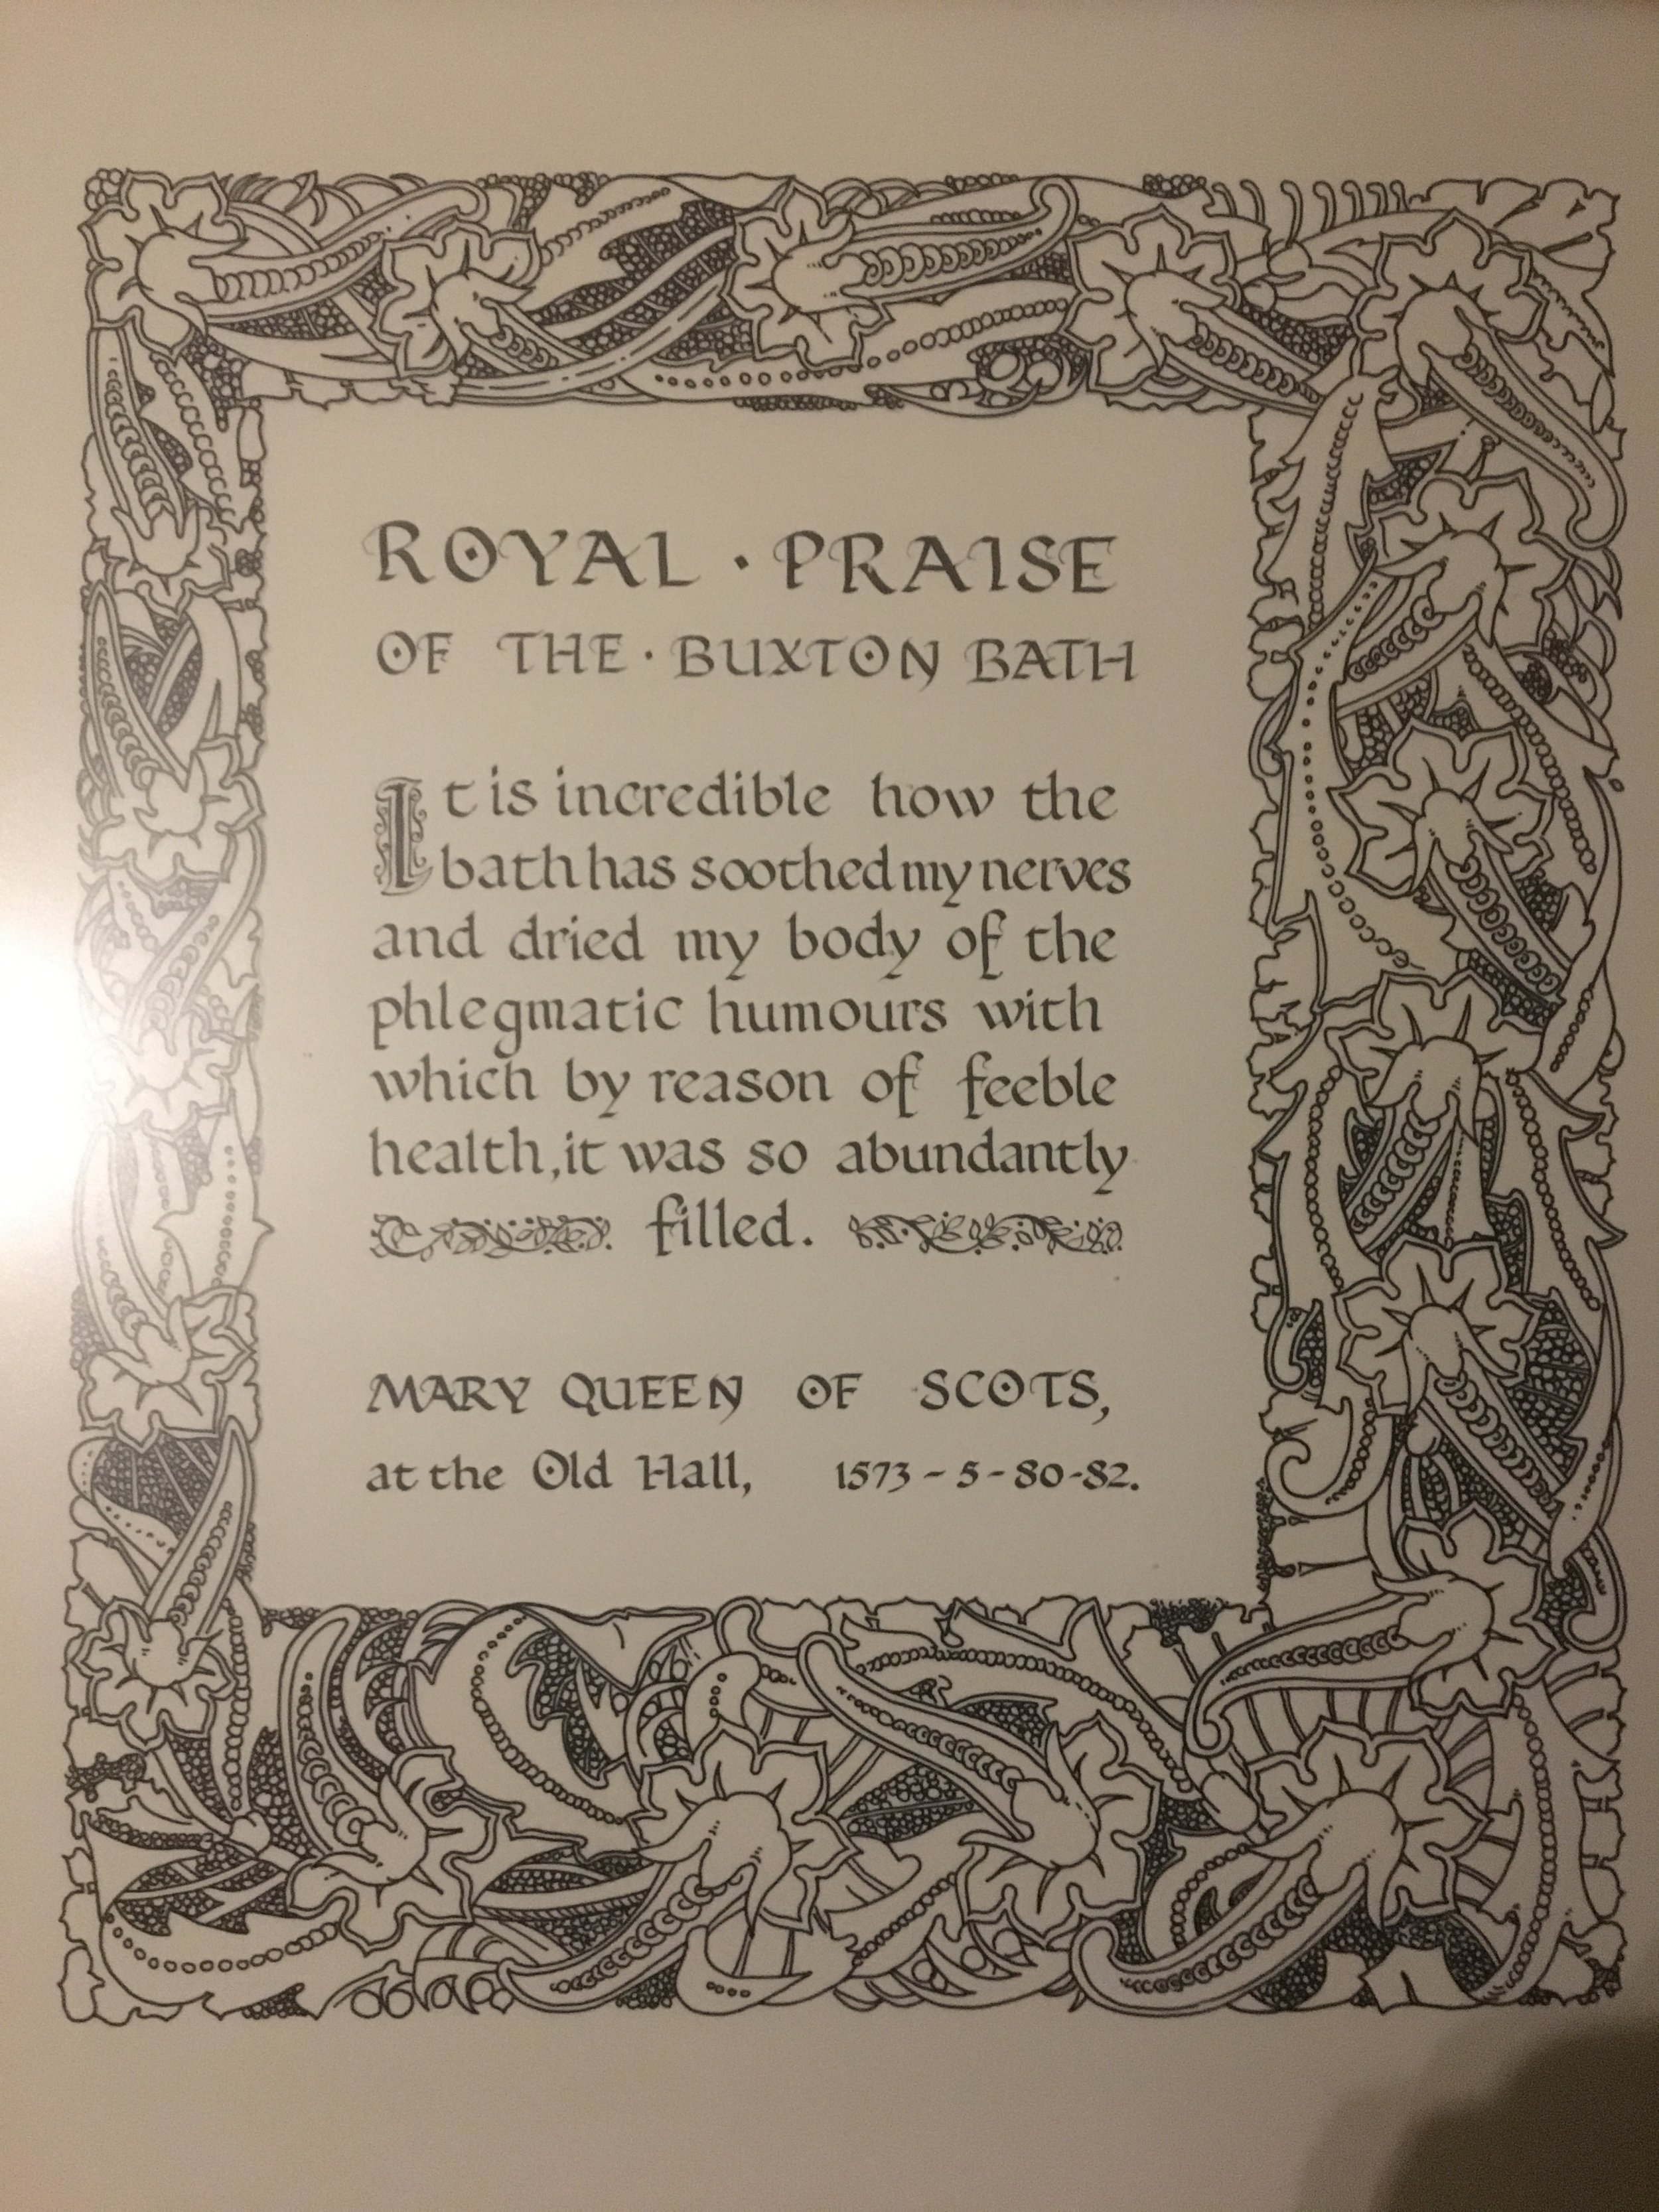 ROYAL · PRAISE
OF THE · BUXTON BATH
It is incredible how the
bath has soothed my nerves
and dried my body of the
phlegmatic humours with
which by reason of feeble
health, it was so abundantly
filled.
MARY QUEEN OF SCOTS,
at the Old Hall, 1573 - 5 - 80 - 82.